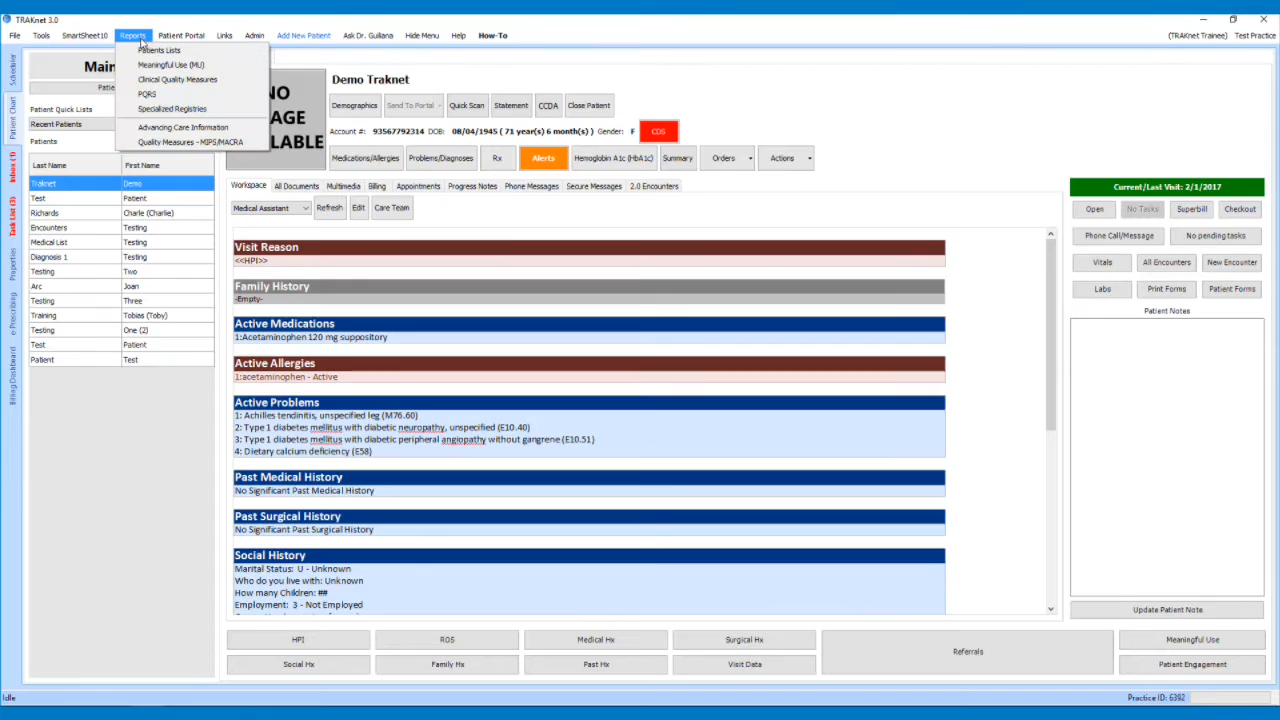 TRAKnet 3.0
File Tools SmartSheet10 Reports Patient Portal Links Admin Add New Patient Ask Dr. Guiliana Hide Menu Help How-To (TRAKnet Trainee) Test Practice
Patients Lists
Meaningful Use (MU)
Clinical Quality Measures
PQRS
Specialized Registries
Advancing Care Information
Quality Measures - MIPS/MACRA
Scheduler
Patient Chart
Inbox (1)
Task List (3)
Properties
e-Prescribing
Billing Dashboard
Main
Patie
Patient Quick Lists
Recent Patients
Patients
Last Name First Name
Traknet Demo
Test Patient
Richards Charle (Charlie)
Encounters Testing
Medical List Testing
Diagnosis 1 Testing
Testing Two
Arc Joan
Testing Three
Training Tobias (Toby)
Testing One (2)
Test Patient
Patient Test
NO
AGE
LABLE
Demo Traknet
Demographics Send To Portal Quick Scan Statement CCDA Close Patient
Account #: 93567792314 DOB: 08/04/1945 ( 71 year(s) 6 month(s) ) Gender: F CDS
Medications/Allergies Problems/Diagnoses Rx Alerts Hemoglobin A1c (HbA1c) Summary Orders Actions
Workspace All Documents Multimedia Billing Appointments Progress Notes Phone Messages Secure Messages 2.0 Encounters
Medical Assistant Refresh Edit Care Team
Visit Reason
<<HPI>>
Family History
-Empty-
Active Medications
1:Acetaminophen 120 mg suppository
Active Allergies
1:acetaminophen - Active
Active Problems
1: Achilles tendinitis, unspecified leg (M76.60)
2: Type 1 diabetes mellitus with diabetic neuropathy, unspecified (E10.40)
3: Type 1 diabetes mellitus with diabetic peripheral angiopathy without gangrene (E10.51)
4: Dietary calcium deficiency (E58)
Past Medical History
No Significant Past Medical History
Past Surgical History
No Significant Past Surgical History
Social History
Marital Status: U - Unknown
Who do you live with: Unknown
How many Children: ##
Employment: 3 - Not Employed
Current/Last Visit: 2/1/2017
Open No Tasks Superbill Checkout
Phone Call/Message No pending tasks
Vitals All Encounters New Encounter
Labs Print Forms Patient Forms
Patient Notes
Update Patient Note
HPI ROS Medical Hx Surgical Hx Referrals Meaningful Use
Social Hx Family Hx Past Hx Visit Data Patient Engagement
Idle Practice ID: 6392